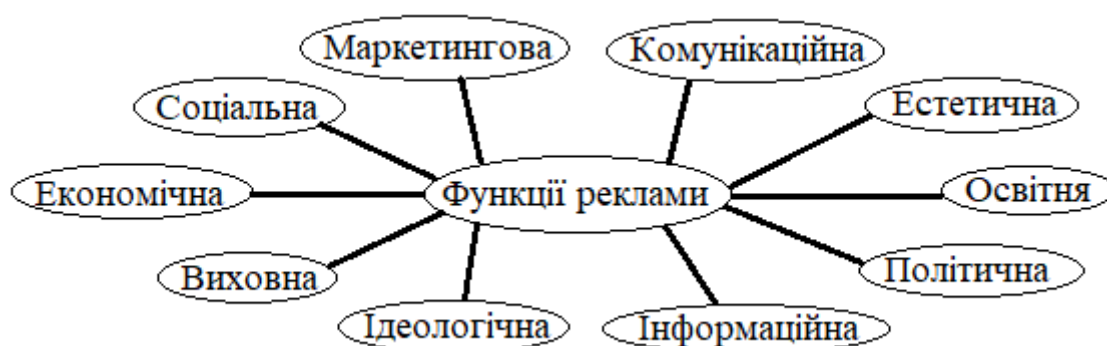 Маркетингова
Комунікаційна
Соціальна
Естетична
Економічна
Функції реклами
Освітня
Виховна
Політична
Ідеологічна
Інформаційна